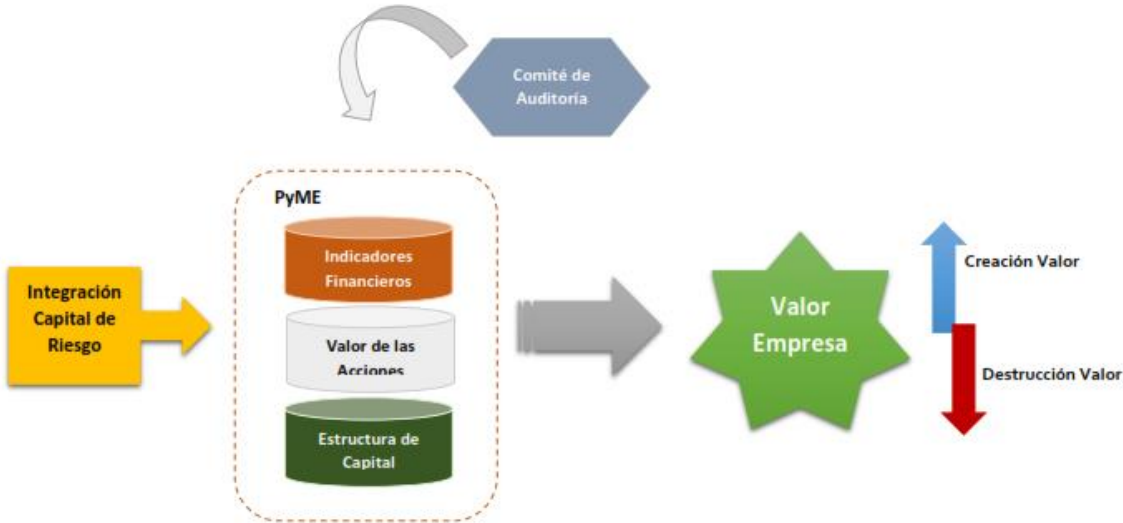 Comité de
Auditoría
PyME
Indicadores
Financieros
Valor de las
Acciones
Estructura de
Capital
Integración
Capital de
Riesgo
Valor
Empresa
Creación Valor
Destrucción Valor